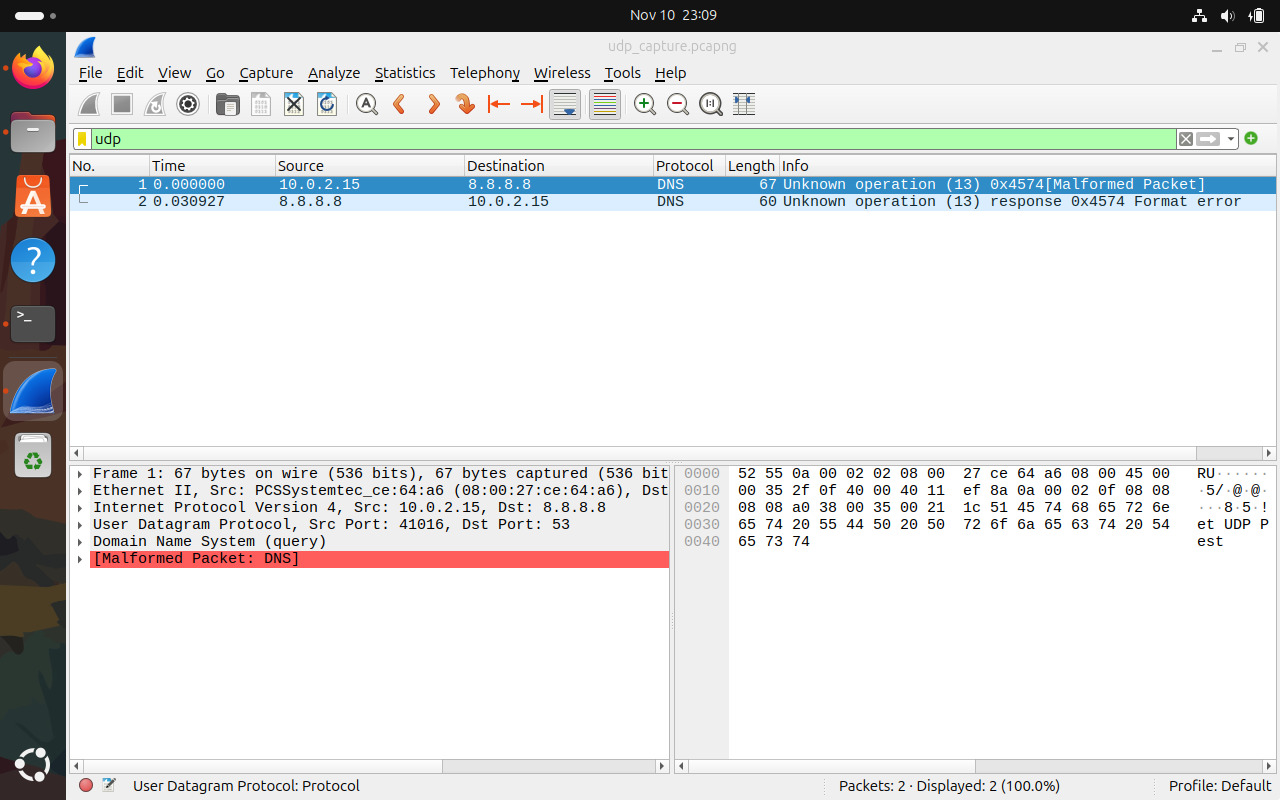 Nov 10 23:09
udp_capture.pcapng
File Edit View Go Capture Analyze Statistics Telephony Wireless Tools Help
udp
No. Time Source Destination Protocol Length Info
1 0.000000 10.0.2.15 8.8.8.8 DNS 67 Unknown operation (13) 0x4574[Malformed Packet]
2 0.030927 8.8.8.8 10.0.2.15 DNS 60 Unknown operation (13) response 0x4574 Format error
Frame 1: 67 bytes on wire (536 bits), 67 bytes captured (536 bit
Ethernet II, Src: PCSSystemtec_ce:64:a6 (08:00:27:ce:64:a6), Dst
Internet Protocol Version 4, Src: 10.0.2.15, Dst: 8.8.8.8
User Datagram Protocol, Src Port: 41016, Dst Port: 53
Domain Name System (query)
[Malformed Packet: DNS]
0000 52 55 0a 00 02 02 08 00 27 ce 64 a6 08 00 45 00 RU······
0010 00 35 2f 0f 40 00 40 11 ef 8a 0a 00 02 0f 08 08 ·5/·@·@·
0020 08 08 a0 38 00 35 00 21 1c 51 45 74 68 65 72 6e ···8·5·!
0030 65 74 20 55 44 50 20 50 72 6f 6a 65 63 74 20 54 et UDP P
0040 65 73 74 est
User Datagram Protocol: Protocol
Packets: 2 · Displayed: 2 (100.0%)
Profile: Default